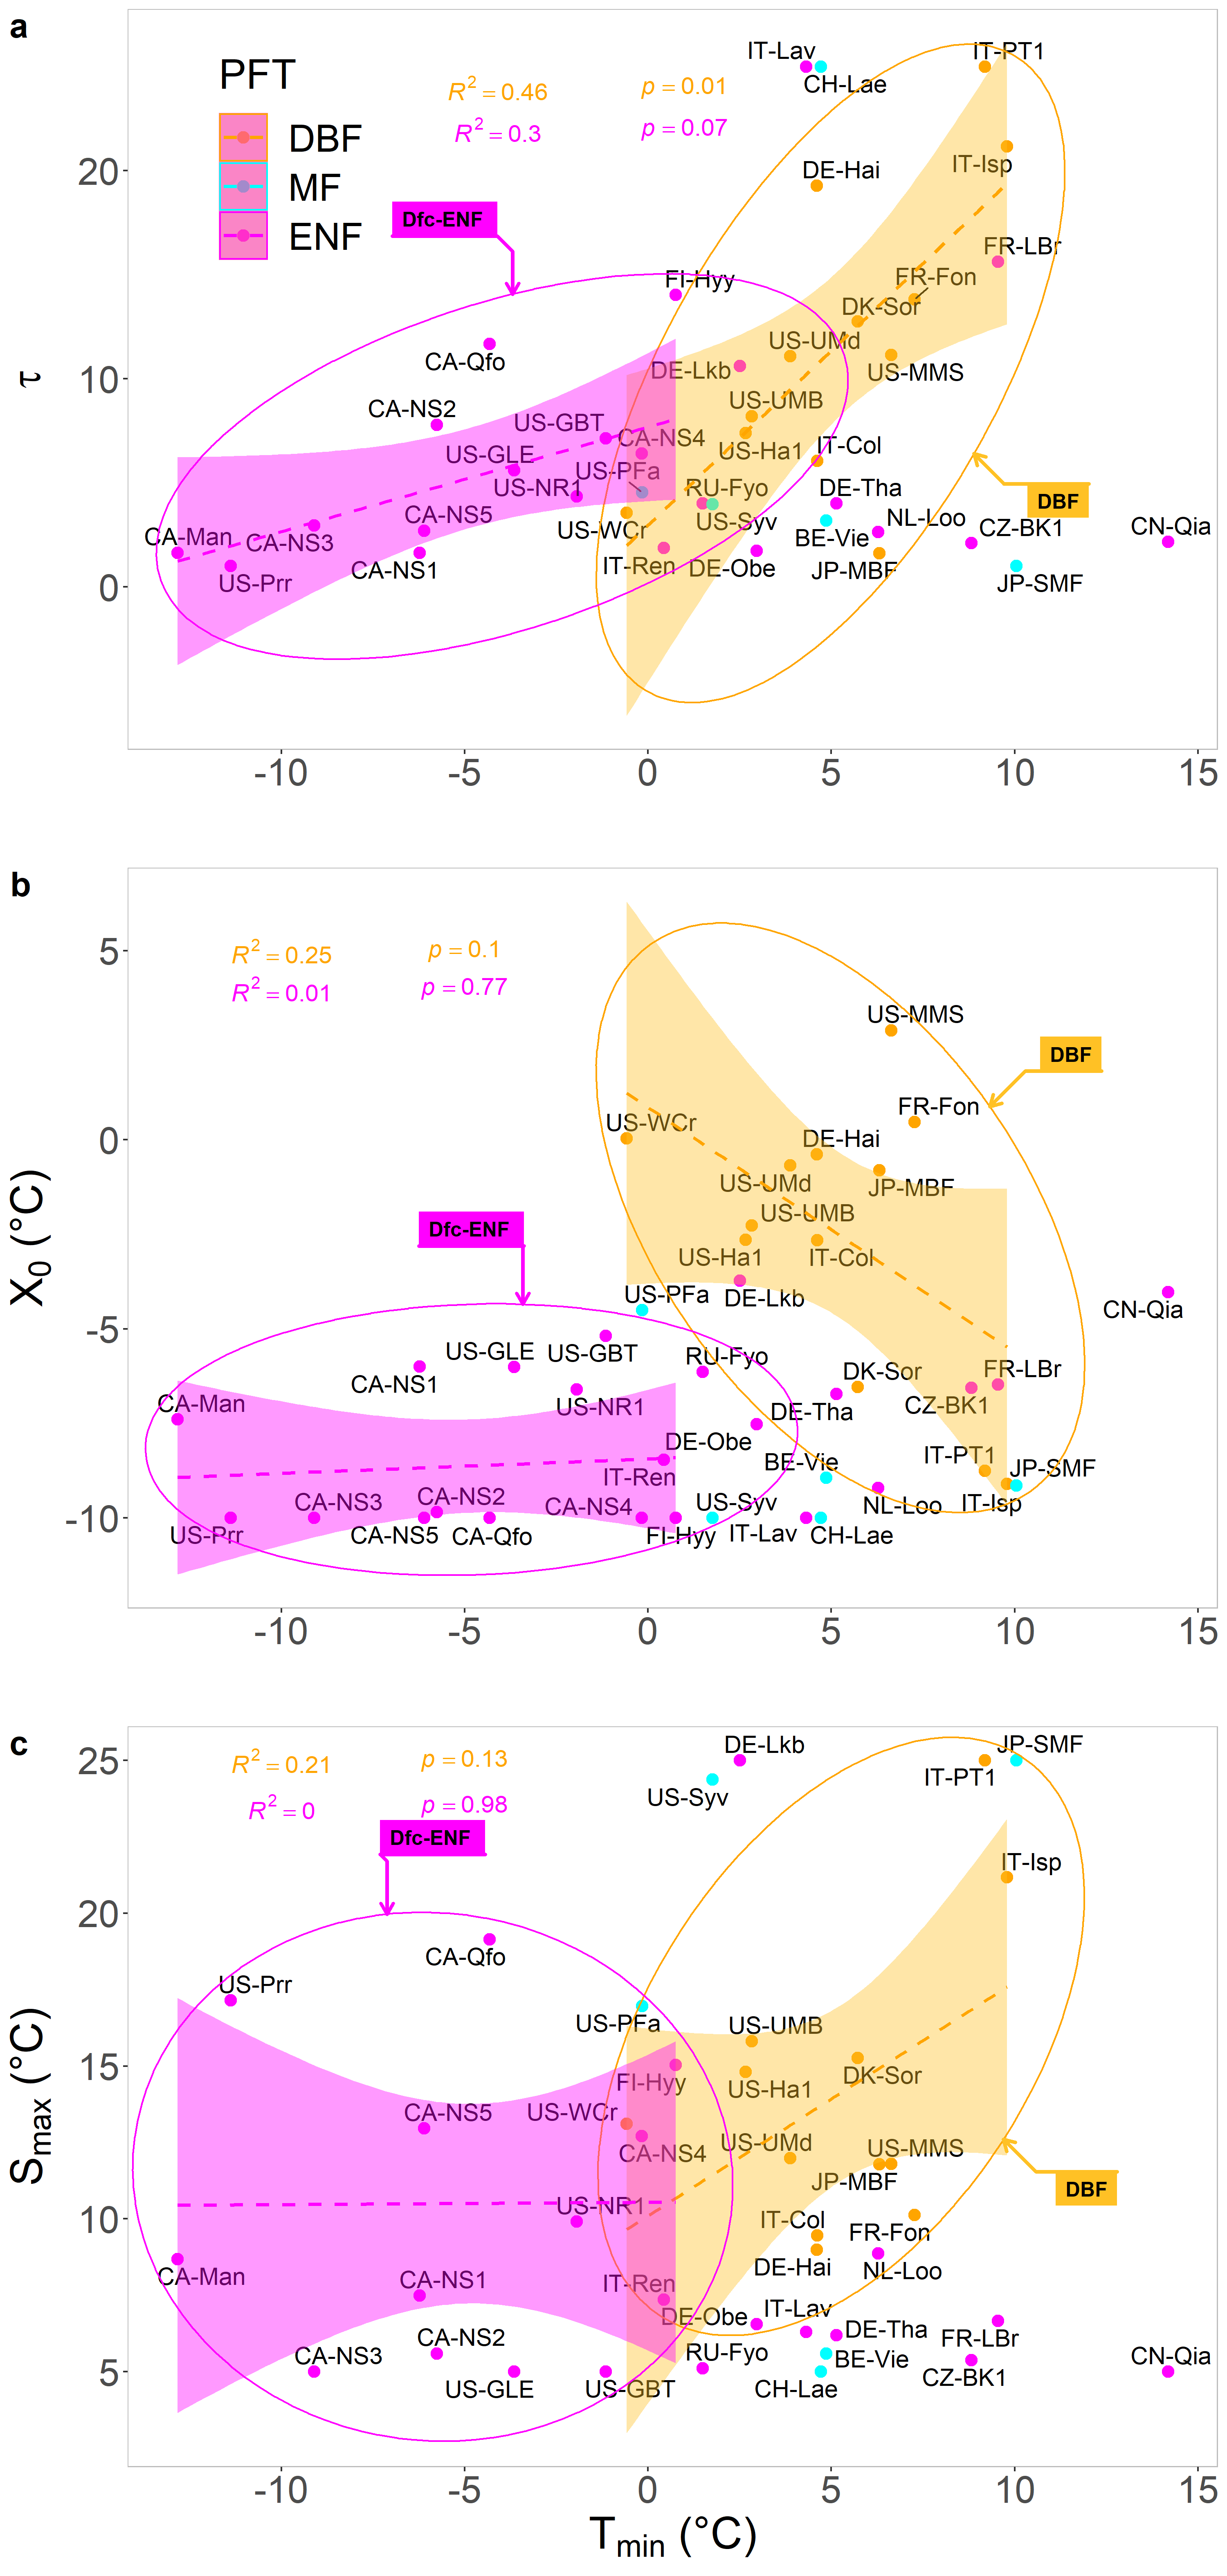 a
PFT
DBF
MF
ENF
R² = 0.46 p = 0.01
R² = 0.3 p = 0.07
Dfc-ENF
DBF
IT-Lav
CH-Lae
IT-PT1
DE-Hai
IT-Isp
FR-LBr
FI-Hyy
FR-Fon
DK-Sor
CA-Qfo
US-UMd
DE-Lkb
US-MMS
CA-NS2
US-UMB
US-GBT
CA-NS4
US-Ha1
IT-Col
US-GLE
US-PFa
US-NR1
RU-Fyo
DE-Tha
CA-NS5
US-WCr
US-Syv
NL-Loo
CZ-BK1
CN-Qia
CA-Man
CA-NS3
BE-Vie
CA-NS1
IT-Ren
DE-Obe
JP-MBF
US-Prr
JP-SMF
τ
20
10
0
-10 -5 0 5 10 15
b
R² = 0.25 p = 0.1
R² = 0.01 p = 0.77
DBF
Dfc-ENF
US-MMS
FR-Fon
US-WCr
DE-Hai
US-UMd
JP-MBF
US-UMB
US-Ha1
IT-Col
US-PFa
DE-Lkb
CN-Qia
US-GLE
US-GBT
RU-Fyo
CA-NS1
DK-Sor
FR-LBr
CA-Man
US-NR1
DE-Tha
CZ-BK1
DE-Obe
IT-Ren
BE-Vie
IT-PT1
JP-SMF
CA-NS3
CA-NS2
CA-NS4
US-Syv
NL-Loo
IT-Isp
US-Prr
CA-NS5
CA-Qfo
FI-Hyy
IT-Lav
CH-Lae
X₀ (°C)
5
0
-5
-10
-10 -5 0 5 10 15
c
R² = 0.21 p = 0.13
R² = 0 p = 0.98
Dfc-ENF
DBF
DE-Lkb
JP-SMF
US-Syv
IT-PT1
IT-Isp
CA-Qfo
US-Prr
US-PFa
US-UMB
FI-Hyy
US-Ha1
DK-Sor
CA-NS5
US-WCr
CA-NS4
US-UMd
US-MMS
JP-MBF
US-NR1
IT-Col
FR-Fon
DE-Hai
NL-Loo
CA-Man
CA-NS1
IT-Ren
DE-Obe
IT-Lav
DE-Tha
FR-LBr
CA-NS2
CA-NS3
RU-Fyo
BE-Vie
CZ-BK1
CN-Qia
US-GLE
US-GBT
CH-Lae
Sₘₐₓ (°C)
25
20
15
10
5
-10 -5 0 5 10 15
Tₘᵢₙ (°C)